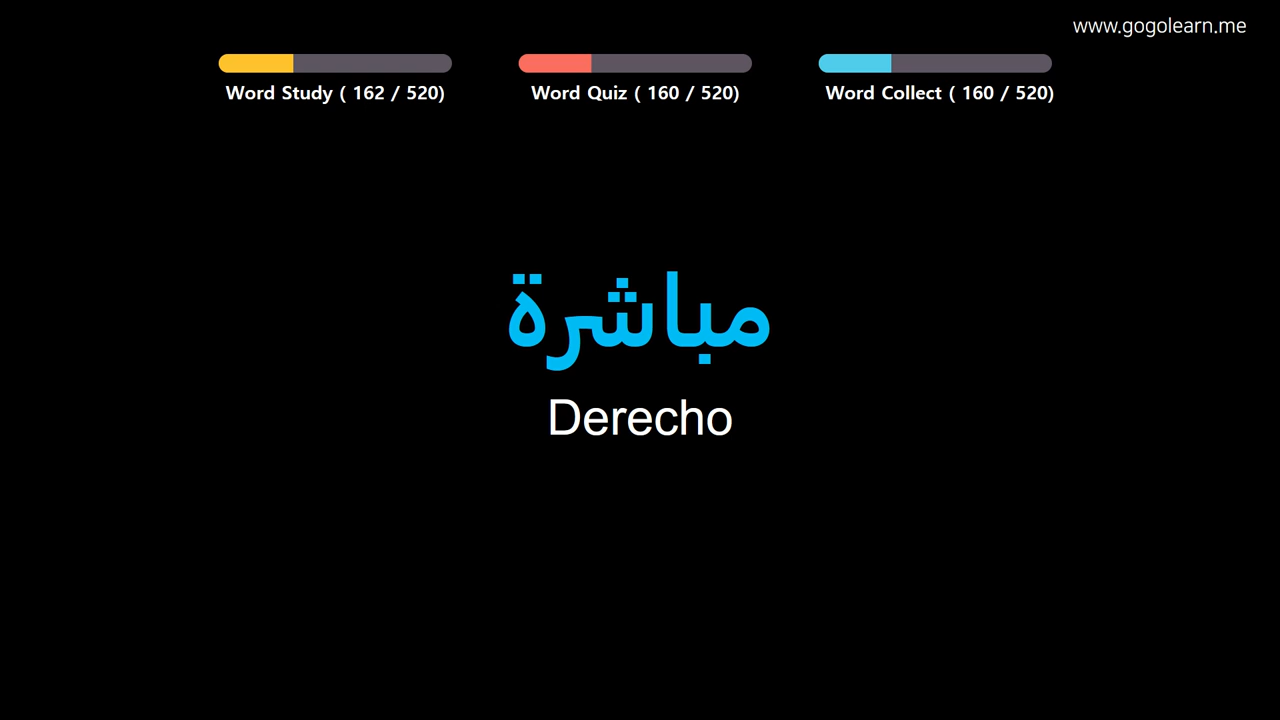 www.gogolearn.me
Word Study ( 162 / 520)
Word Quiz ( 160 / 520)
Word Collect ( 160 / 520)
مباشرة
Derecho